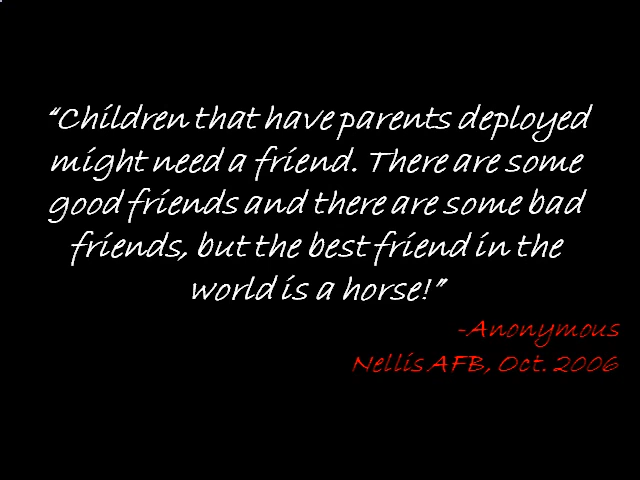 “Children that have parents deployed
might need a friend. There are some
good friends and there are some bad
friends, but the best friend in the
world is a horse!”
-Anonymous
Nellis AFB, Oct. 2006